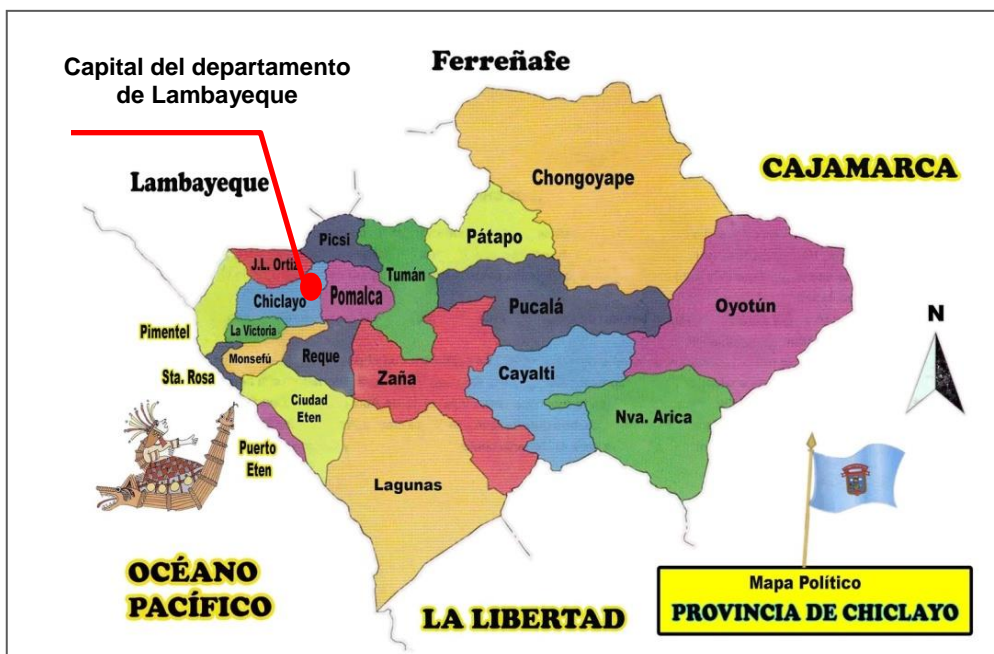 Capital del departamento
de Lambayeque
Ferreñafe
CAJAMARCA
Lambayeque
Chongoyape
Picsi
Pátapo
J.L. Ortiz
Tumán
Chiclayo
Pomalca
Pucalá
Oyotún
N
Pimentel
La Victoria
Monsefú
Reque
Sta. Rosa
Zaña
Cayalti
Ciudad
Eten
Nva. Arica
Puerto
Eten
Lagunas
OCÉANO
PACÍFICO
LA LIBERTAD
Mapa Político
PROVINCIA DE CHICLAYO